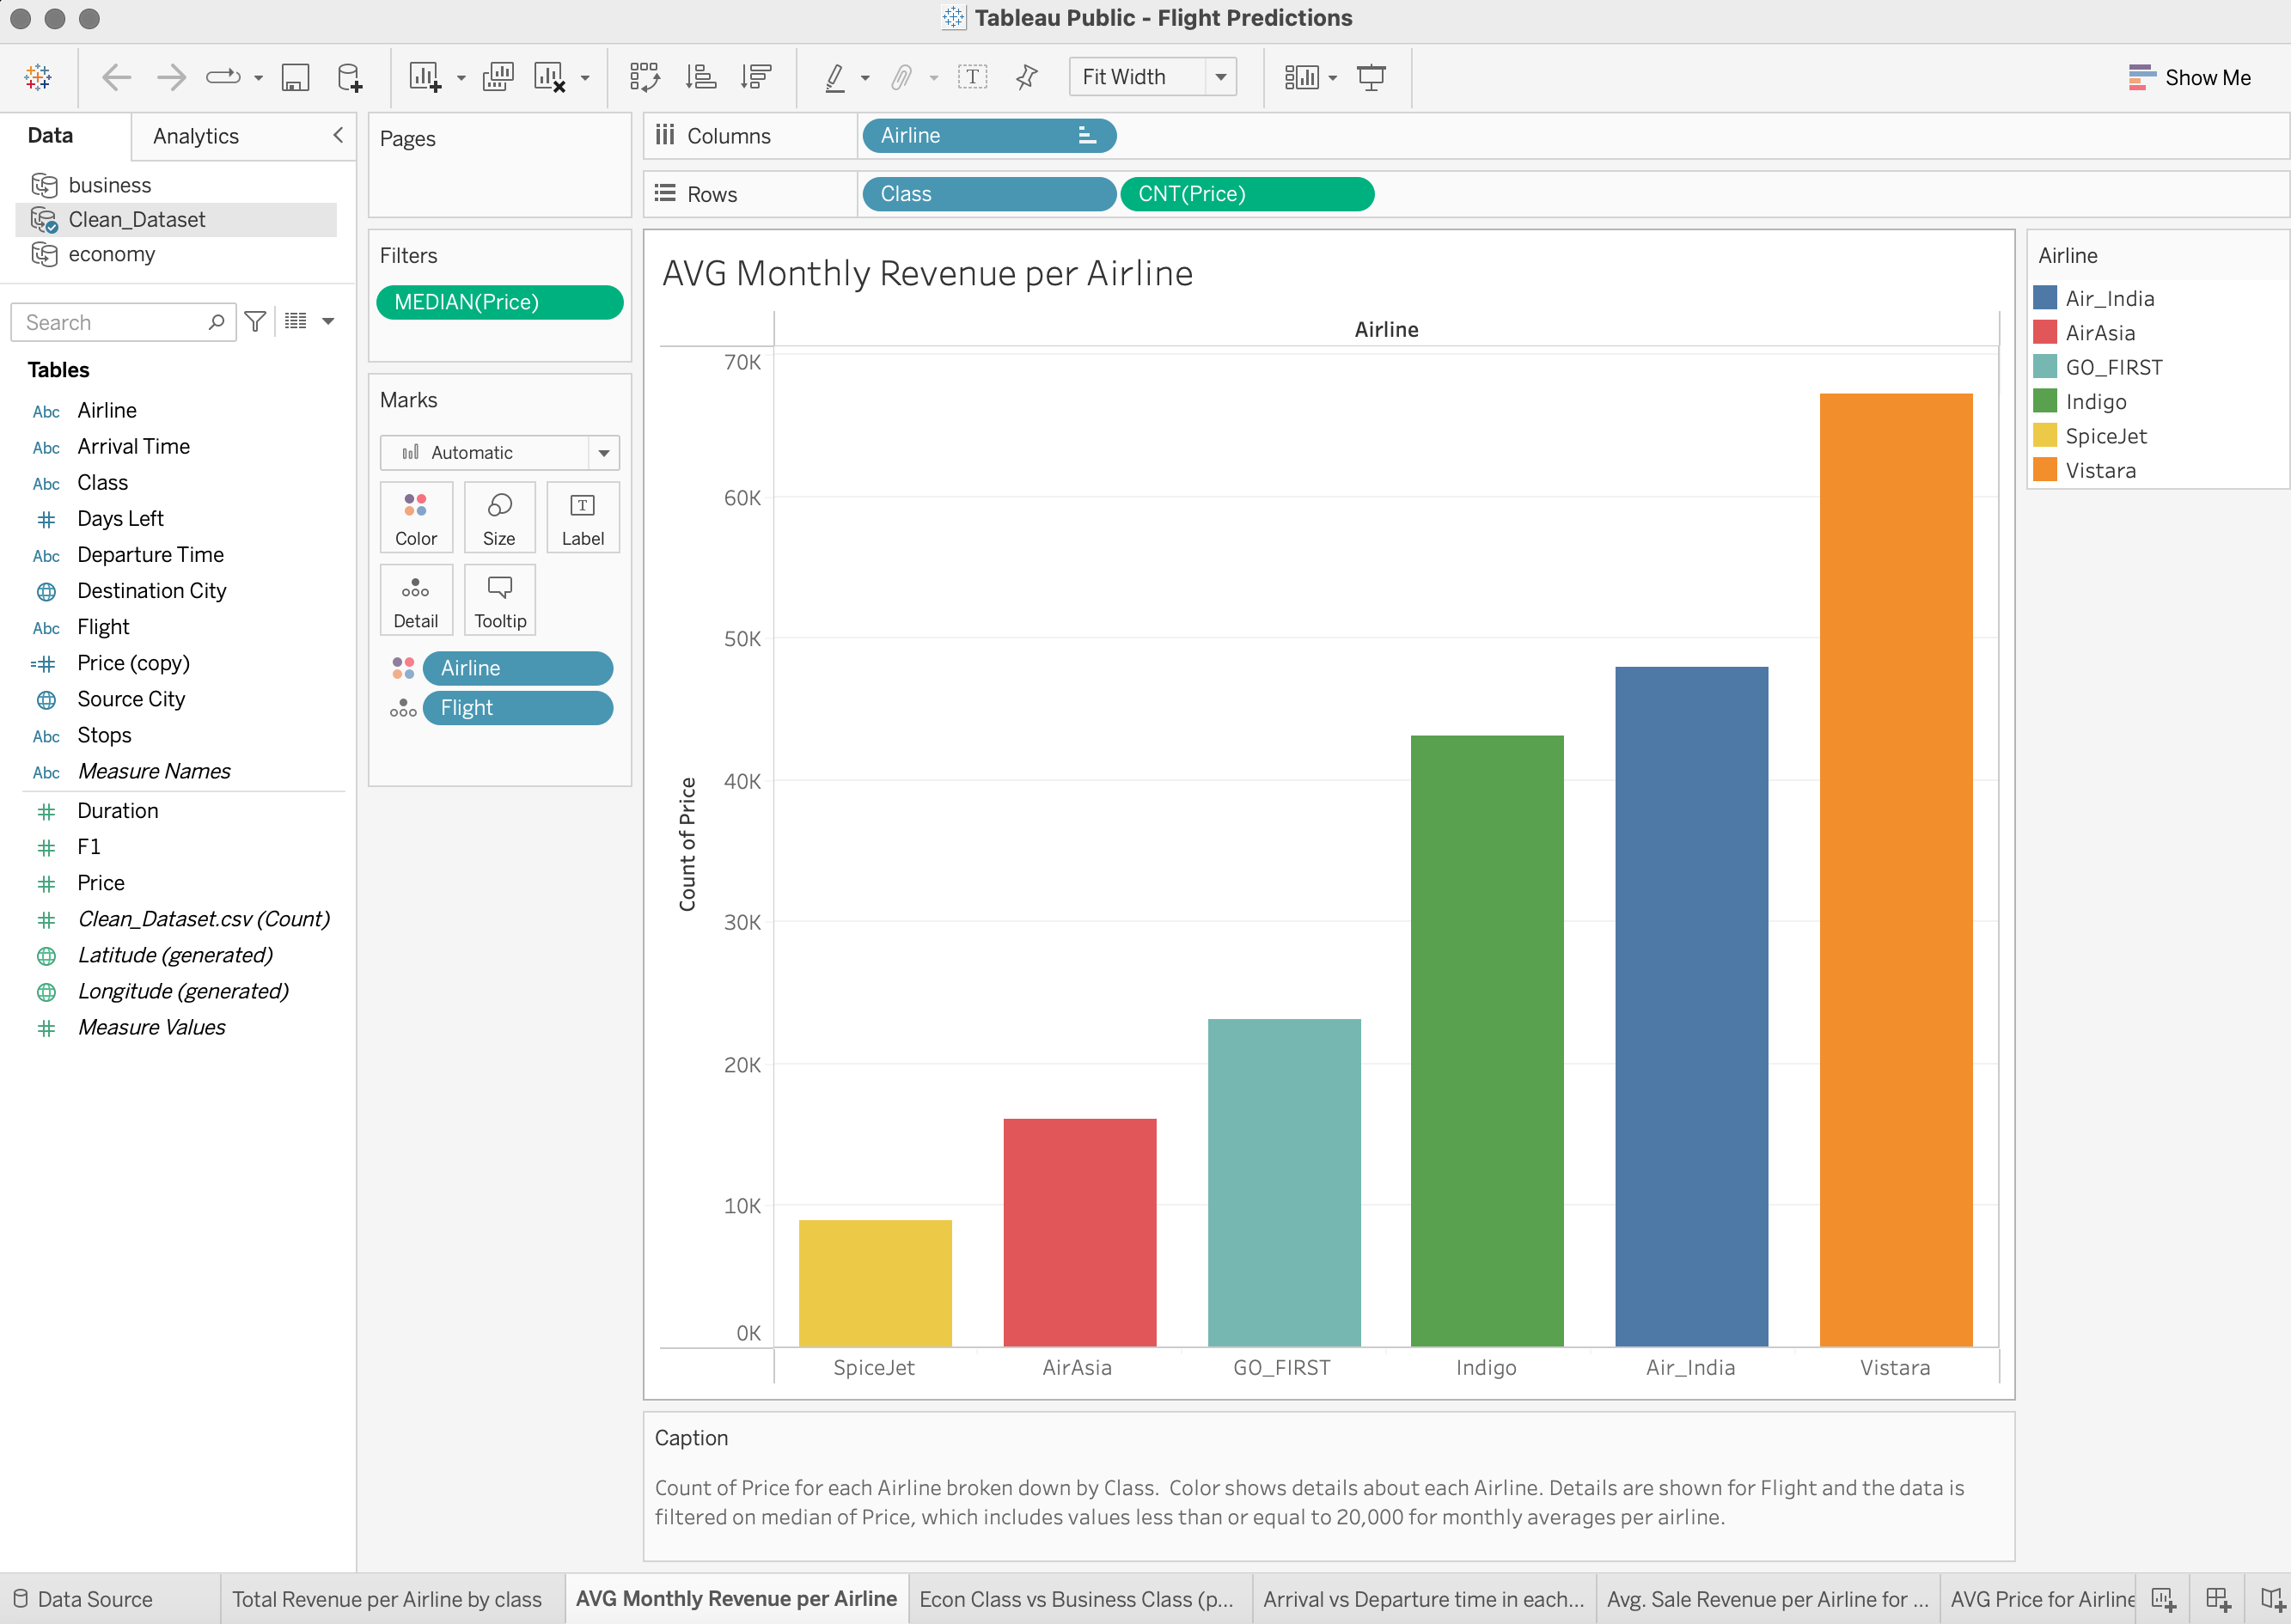 Tableau Public - Flight Predictions
Fit Width
Show Me
Data
Analytics
business
Clean_Dataset
economy
Search
Tables
Abc Airline
Abc Arrival Time
Abc Class
# Days Left
Abc Departure Time
Destination City
Abc Flight
=# Price (copy)
Source City
Abc Stops
Abc Measure Names
# Duration
# F1
# Price
# Clean_Dataset.csv (Count)
Latitude (generated)
Longitude (generated)
# Measure Values
Pages
Filters
MEDIAN(Price)
Marks
Automatic
Color
Size
T
Label
Detail
Tooltip
Airline
Flight
Columns
Airline
Rows
Class
CNT(Price)
AVG Monthly Revenue per Airline
Airline
70K
60K
50K
40K
30K
20K
10K
0K
Count of Price
SpiceJet
AirAsia
GO_FIRST
Indigo
Air_India
Vistara
Airline
Air_India
AirAsia
GO_FIRST
Indigo
SpiceJet
Vistara
Caption
Count of Price for each Airline broken down by Class.  Color shows details about each Airline. Details are shown for Flight and the data is
filtered on median of Price, which includes values less than or equal to 20,000 for monthly averages per airline.
Data Source
Total Revenue per Airline by class
AVG Monthly Revenue per Airline
Econ Class vs Business Class (p...
Arrival vs Departure time in each...
Avg. Sale Revenue per Airline for ...
AVG Price for Airline